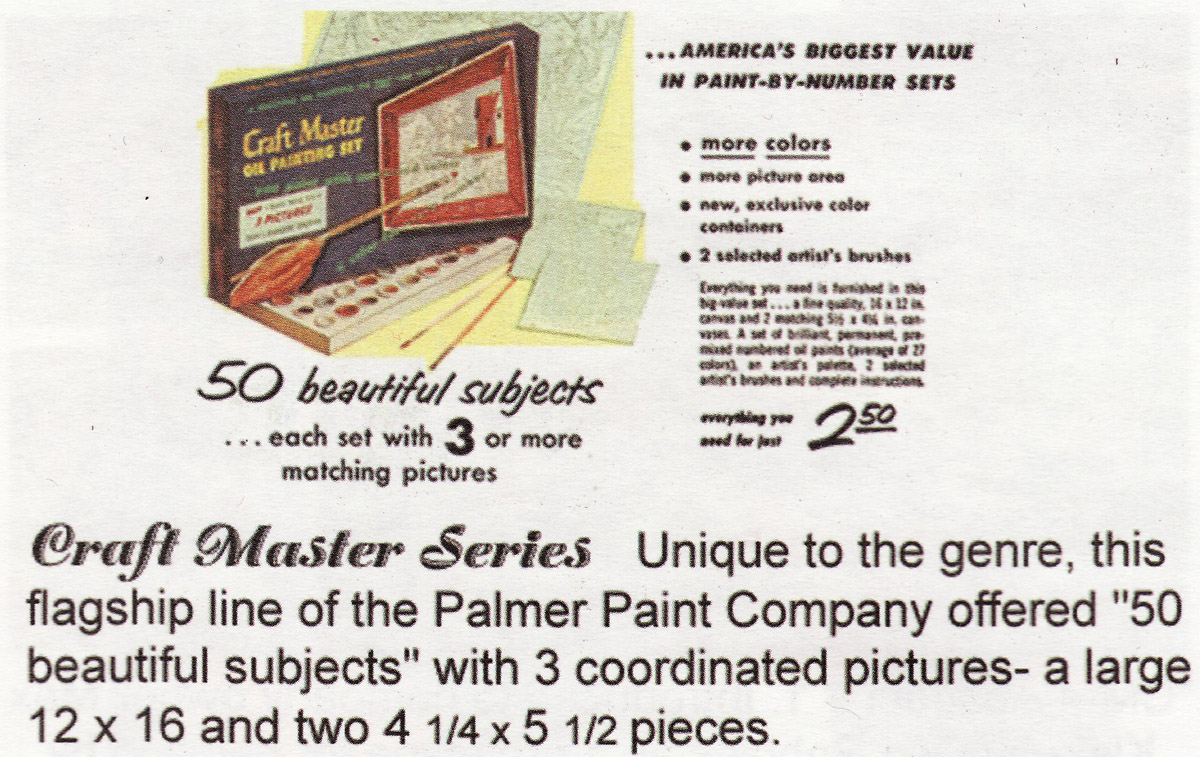 Craft Master
OIL PAINTING SET
3 PICTURES
50 beautiful subjects
...each set with 3 or more
matching pictures
...AMERICA'S BIGGEST VALUE
IN PAINT-BY-NUMBER SETS
• more colors
• more picture area
• new, exclusive color
containers
• 2 selected artist's brushes
Everything you need is furnished in this
big-value set ... a fine quality, 16 x 12 in.
canvas and 2 matching 5½ x 4¼ in. can-
vases. A set of brilliant, permanent, pre-
mixed numbered oil paints (average of 27
colors), an artist's palette, 2 selected
artist's brushes and complete instructions.
everything you
need for just
2 50
Craft Master Series Unique to the genre, this
flagship line of the Palmer Paint Company offered "50
beautiful subjects" with 3 coordinated pictures- a large
12 x 16 and two 4 1/4 x 5 1/2 pieces.